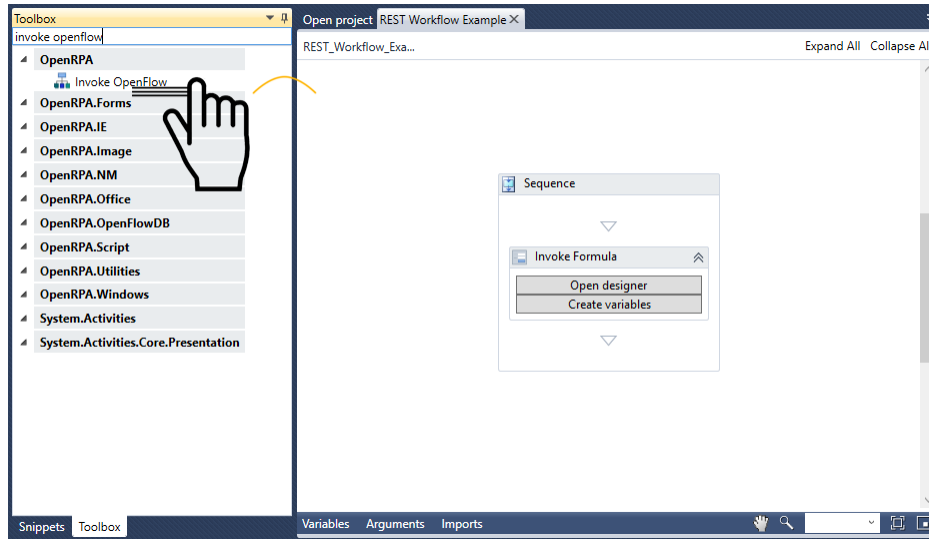 Toolbox
invoke openflow
OpenRPA
Invoke OpenFlow
OpenRPA.Forms
OpenRPA.IE
OpenRPA.Image
OpenRPA.NM
OpenRPA.Office
OpenRPA.OpenFlowDB
OpenRPA.Script
OpenRPA.Utilities
OpenRPA.Windows
System.Activities
System.Activities.Core.Presentation
Snippets Toolbox
Open project REST Workflow Example
REST_Workflow_Exa... Expand All Collapse Al
Sequence
Invoke Formula
Open designer
Create variables
Variables Arguments Imports